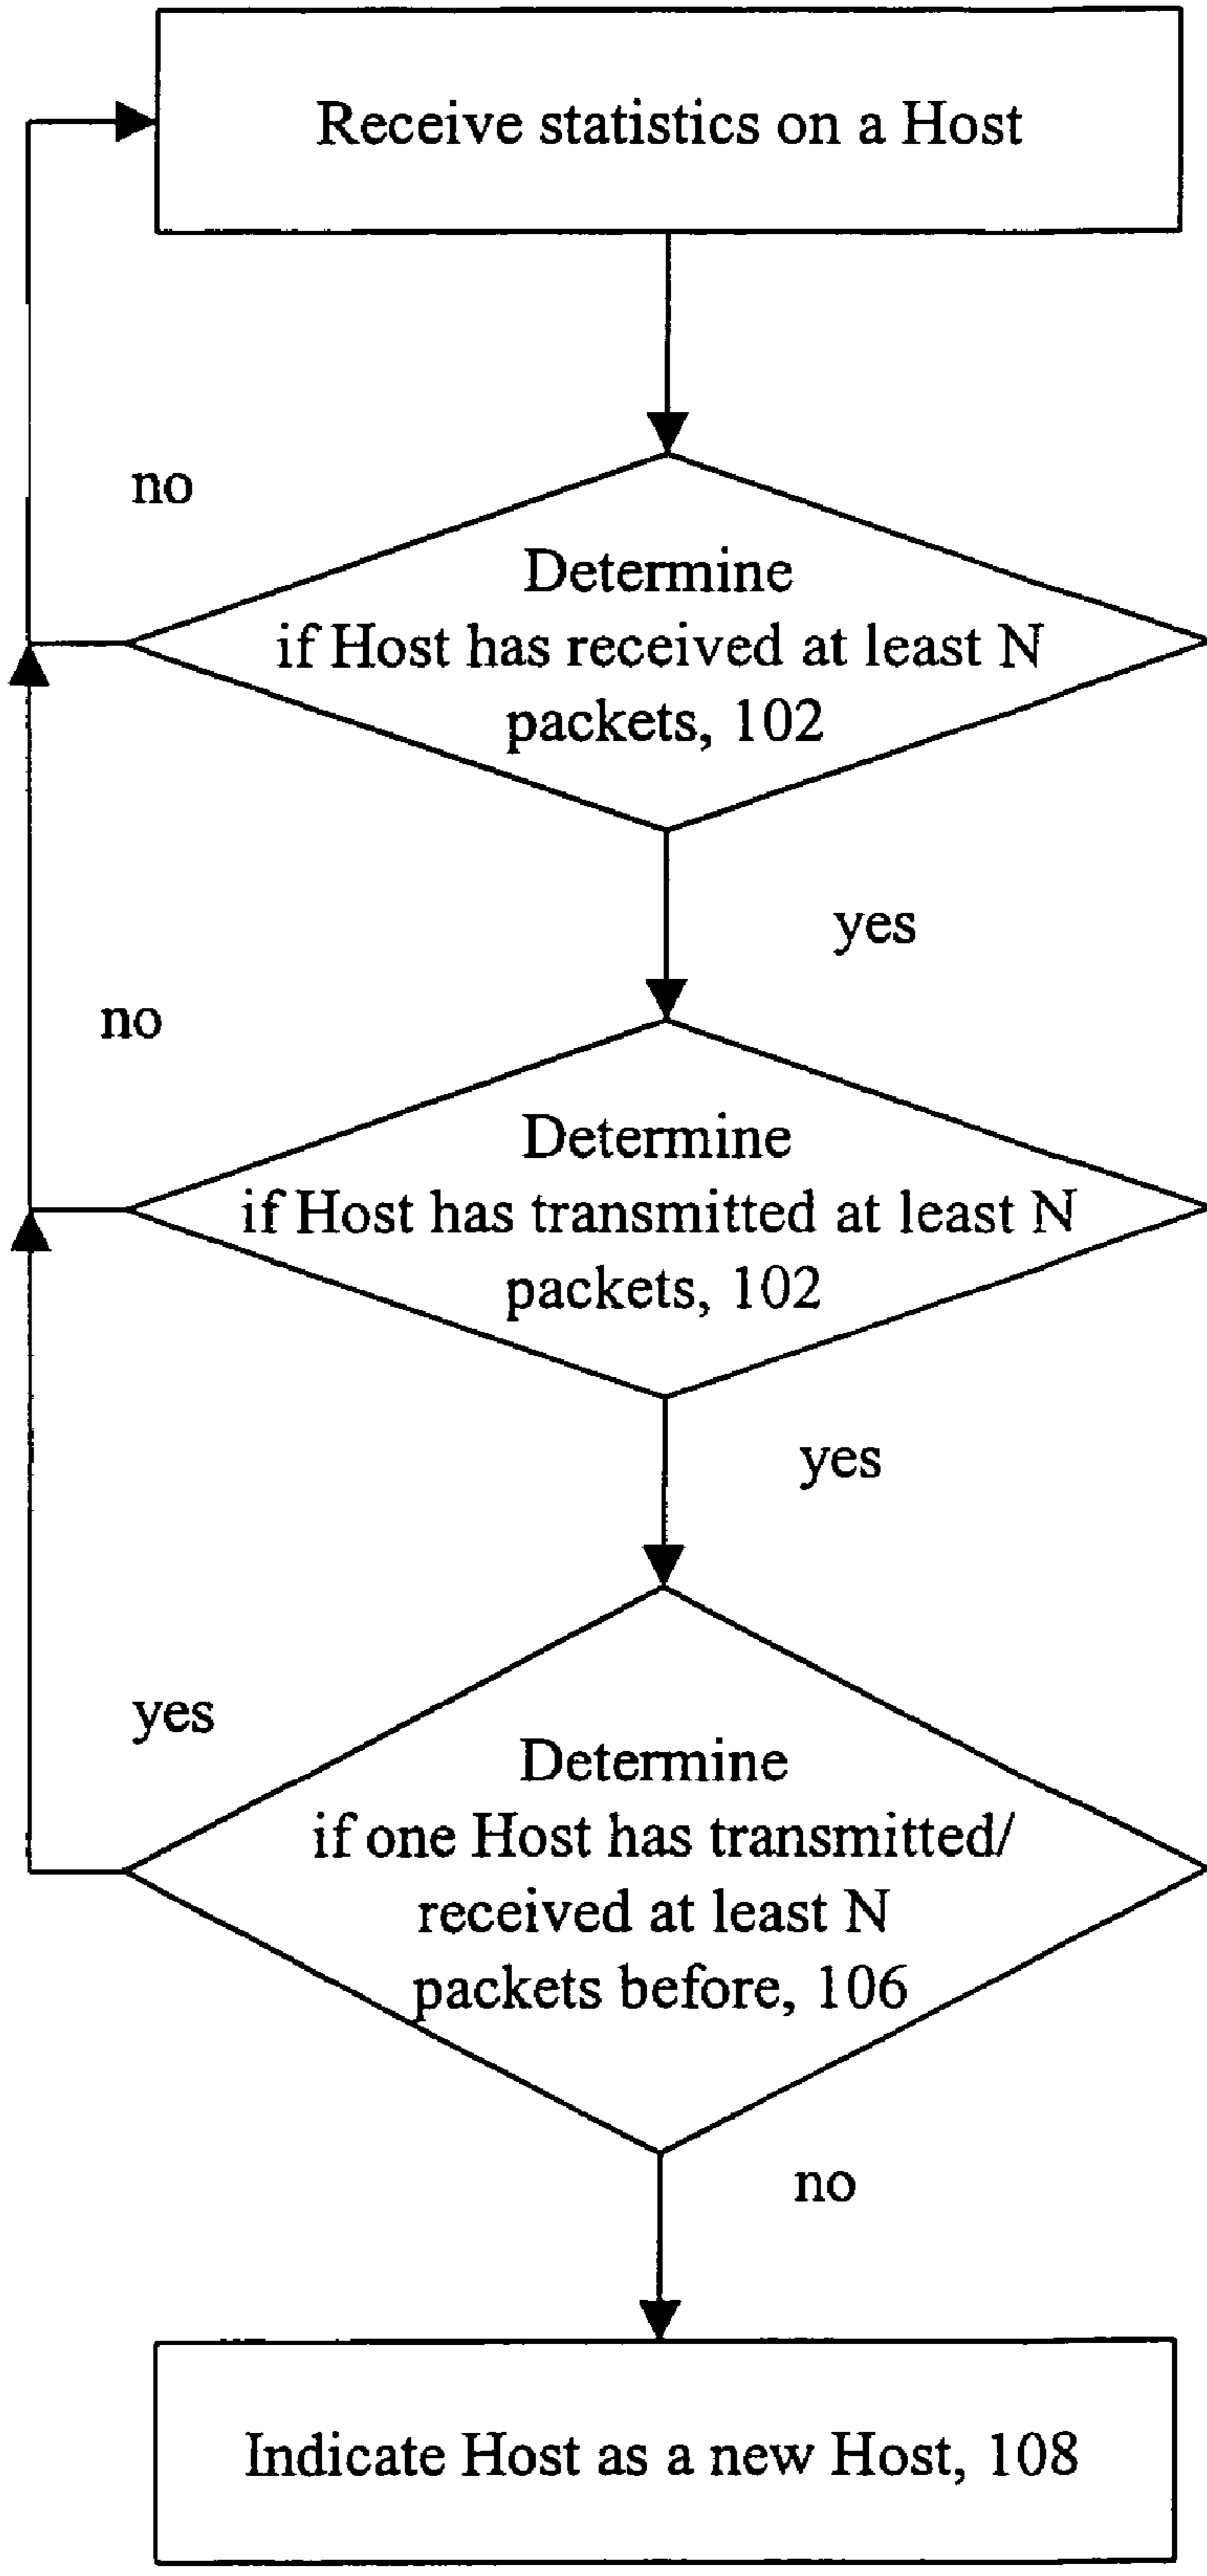 Receive statistics on a Host
no
Determine
if Host has received at least N
packets, 102
yes
no
Determine
if Host has transmitted at least N
packets, 102
yes
yes
Determine
if one Host has transmitted/
received at least N
packets before, 106
no
Indicate Host as a new Host, 108